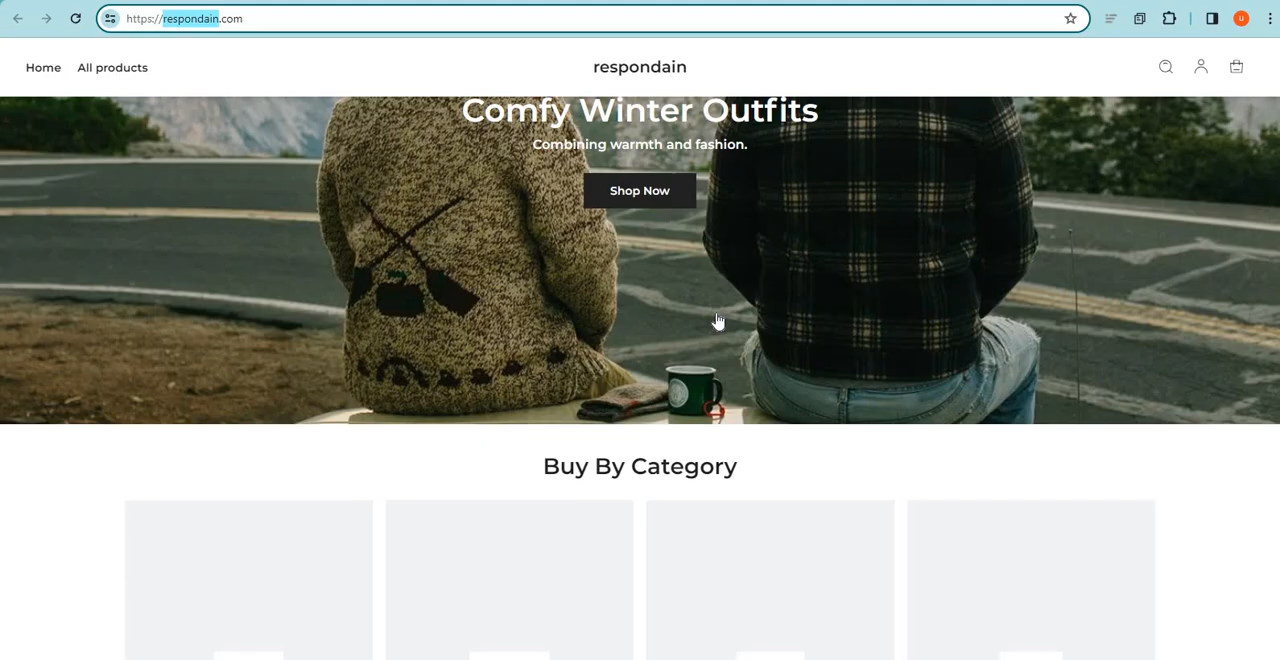 https://respondain.com
u
Home
All products
respondain
Comfy Winter Outfits
Combining warmth and fashion.
Shop Now
Buy By Category